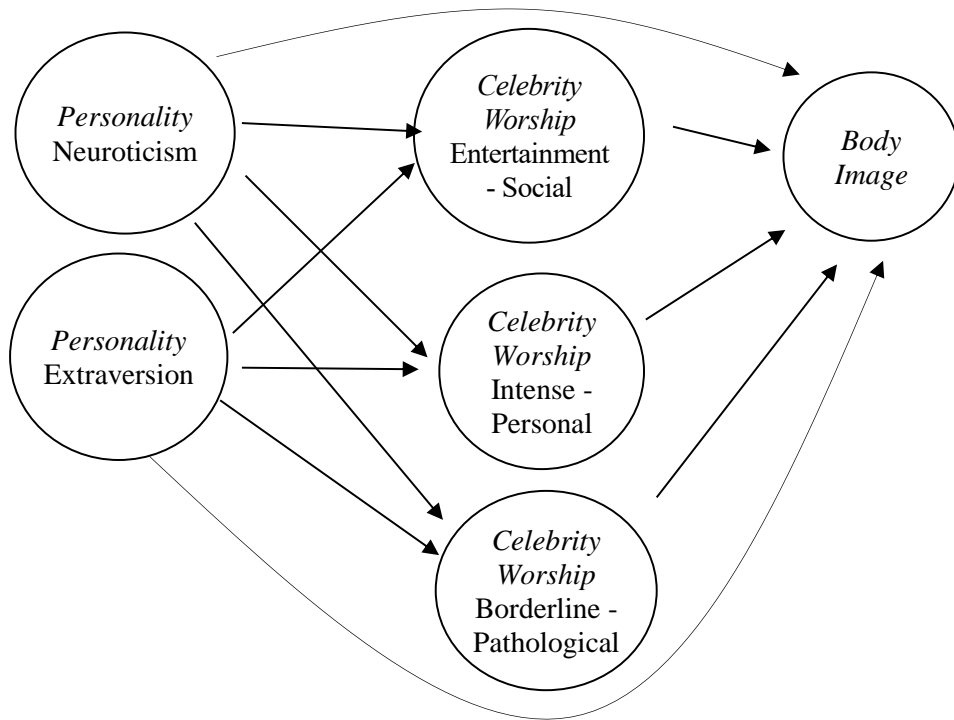 Personality
Neuroticism
Personality
Extraversion
Celebrity
Worship
Entertainment
- Social
Celebrity
Worship
Intense -
Personal
Celebrity
Worship
Borderline -
Pathological
Body
Image